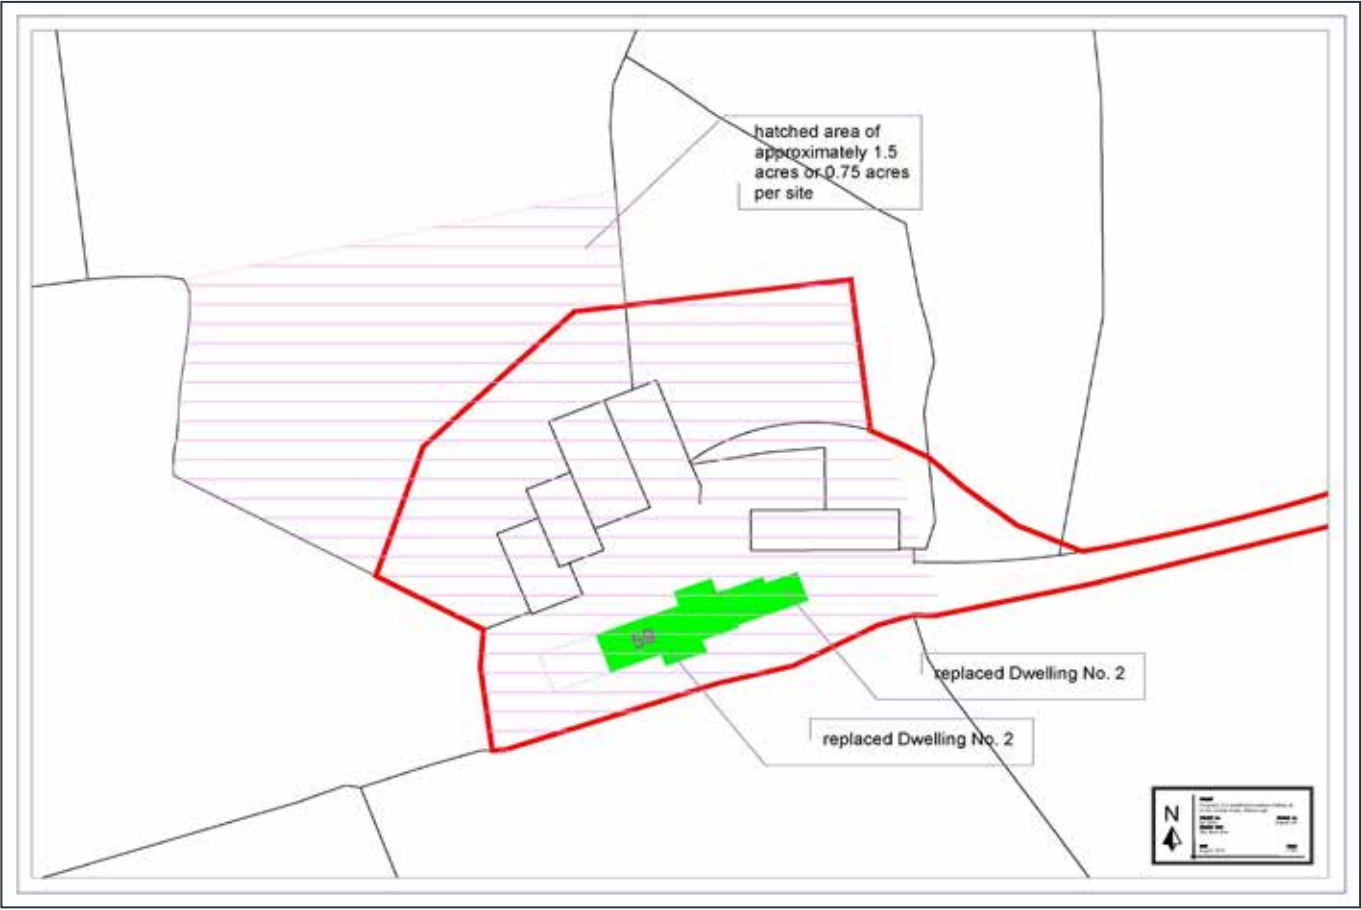 hatched area of
approximately 1.5
acres or 0.75 acres
per site
69
replaced Dwelling No. 2
replaced Dwelling No. 2
N